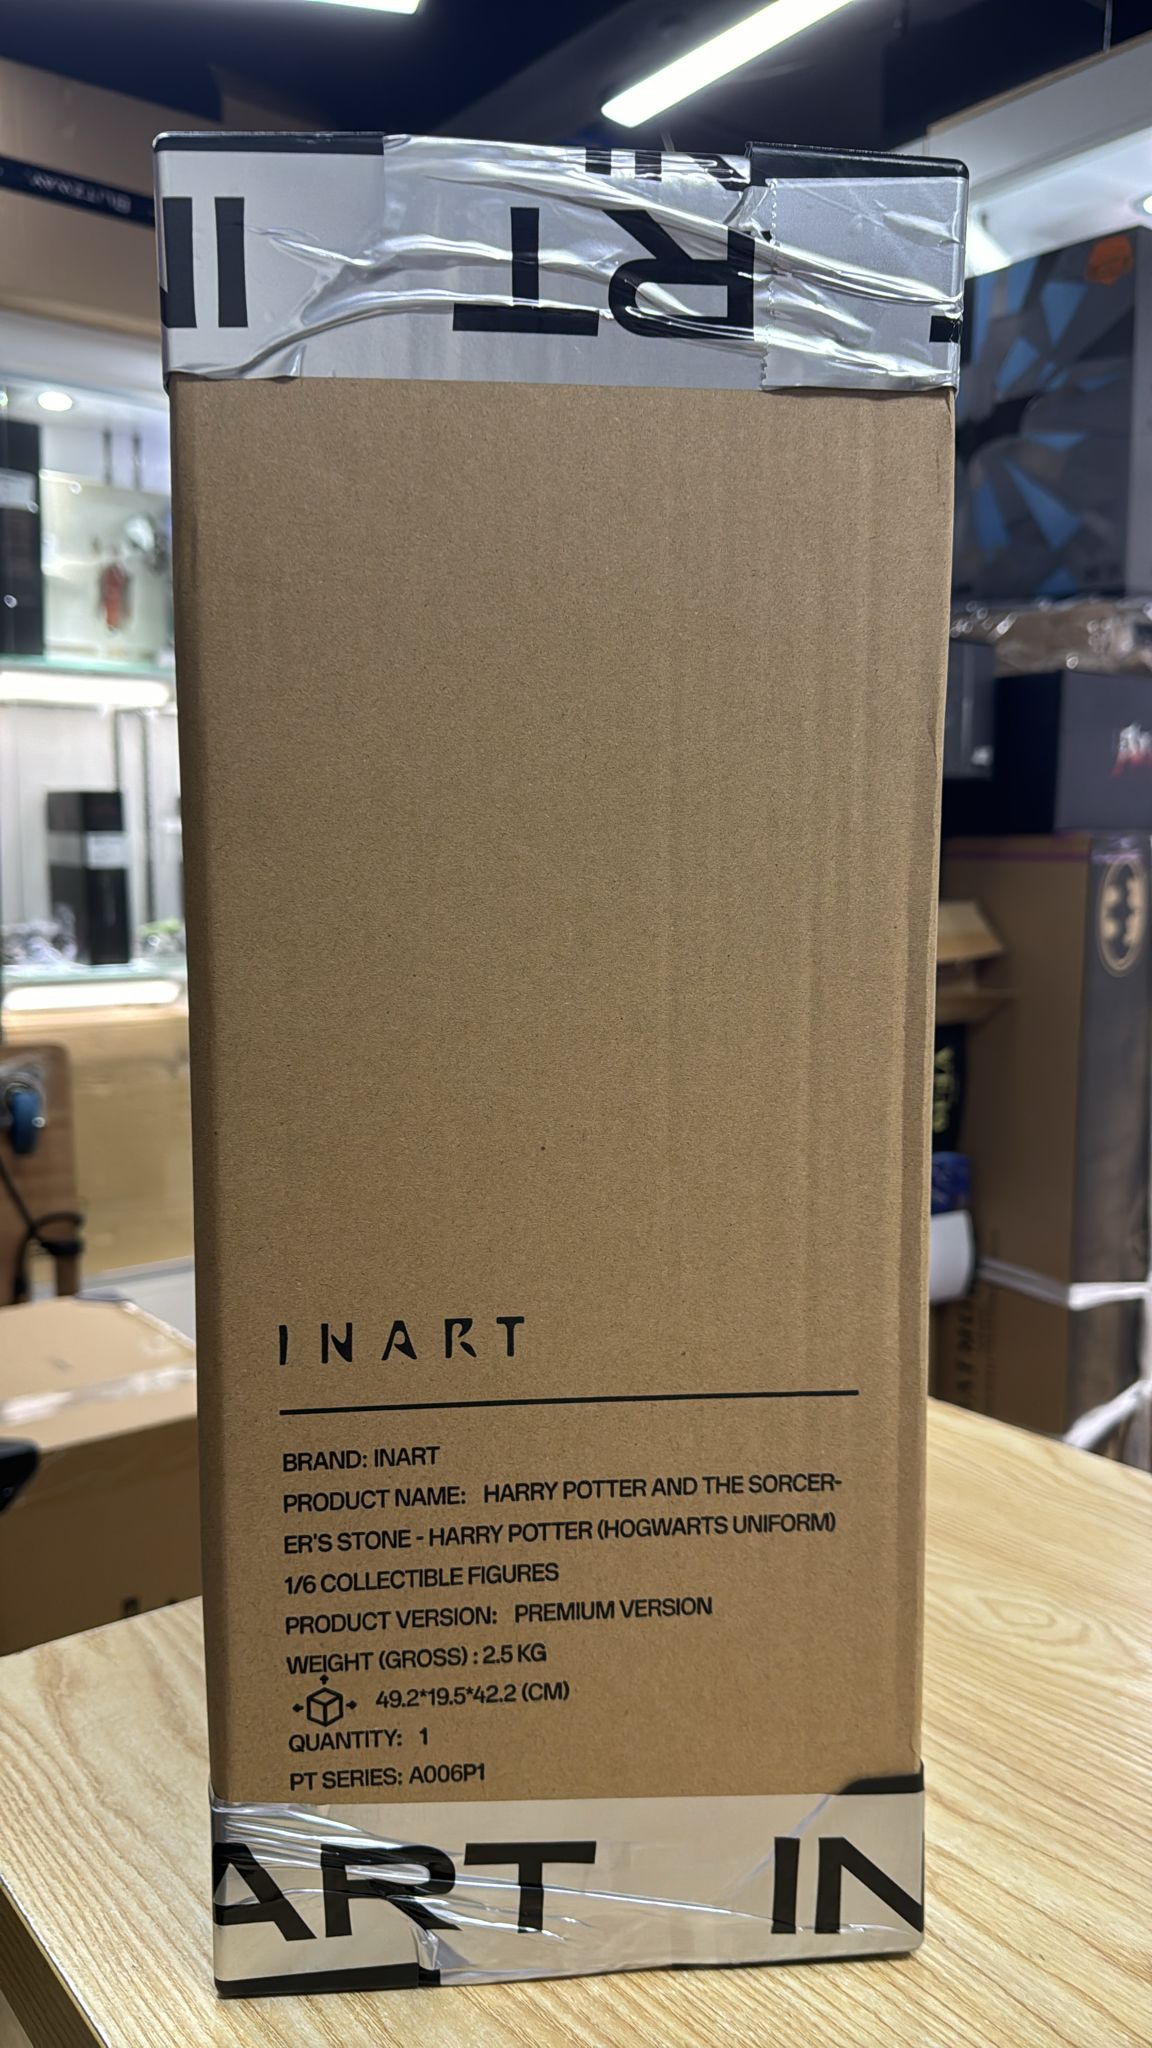 INART
BRAND: INART
PRODUCT NAME: HARRY POTTER AND THE SORCER-
ER'S STONE - HARRY POTTER (HOGWARTS UNIFORM)
1/6 COLLECTIBLE FIGURES
PRODUCT VERSION: PREMIUM VERSION
WEIGHT (GROSS) : 2.5 KG
49.2*19.5*42.2 (CM)
QUANTITY: 1
PT SERIES: A006P1
ART IN